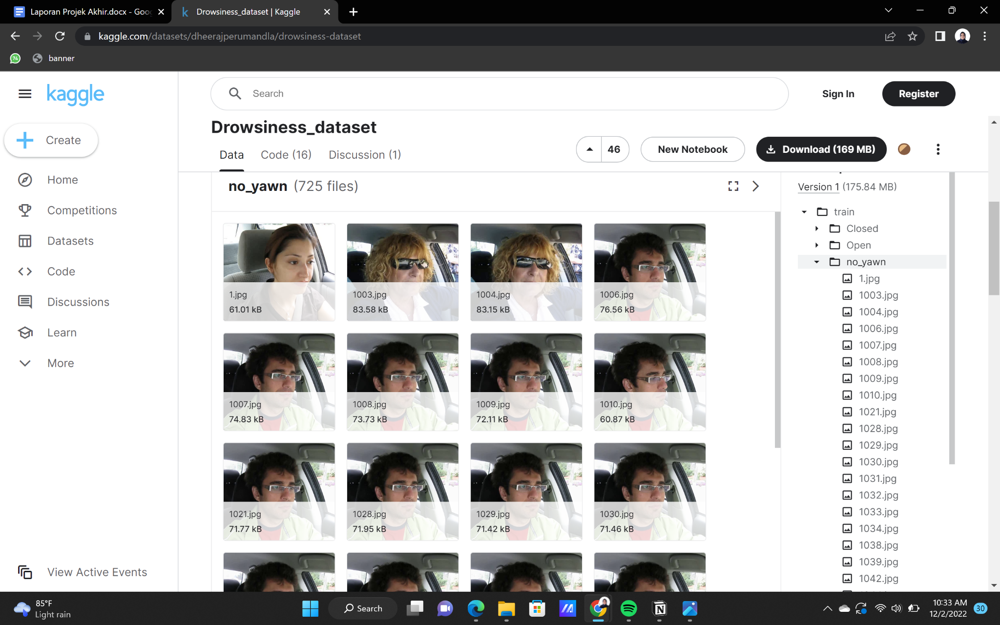 Laporan Projek Akhir.docx - Goo
Drowsiness_dataset | Kaggle
kaggle.com/datasets/dheerajperumandla/drowsiness-dataset
74
banner
kaggle
Search
Sign In
Register
Create
Home
Competitions
Datasets
Code
Discussions
Learn
More
View Active Events
Drowsiness_dataset
Data
Code (16)
Discussion (1)
46
New Notebook
Download (169 MB)
no_yawn (725 files)
1.jpg
61.01 kB
1003.jpg
83.58 kB
1004.jpg
83.15 kB
1006.jpg
76.56 kB
1007.jpg
74.83 kB
1008.jpg
73.73 kB
1009.jpg
72.11 kB
1010.jpg
60.87 kB
1021.jpg
71.77 kB
1028.jpg
71.95 kB
1029.jpg
71.42 kB
1030.jpg
71.46 kB
Version 1 (175.84 MB)
train
Closed
Open
no_yawn
1.jpg
1003.jpg
1004.jpg
1006.jpg
1007.jpg
1008.jpg
1009.jpg
1010.jpg
1021.jpg
1028.jpg
1029.jpg
1030.jpg
1031.jpg
1032.jpg
1033.jpg
1034.jpg
1038.jpg
1039.jpg
1042.jpg
85°F
Light rain
Search
10:33 AM
12/2/2022
30